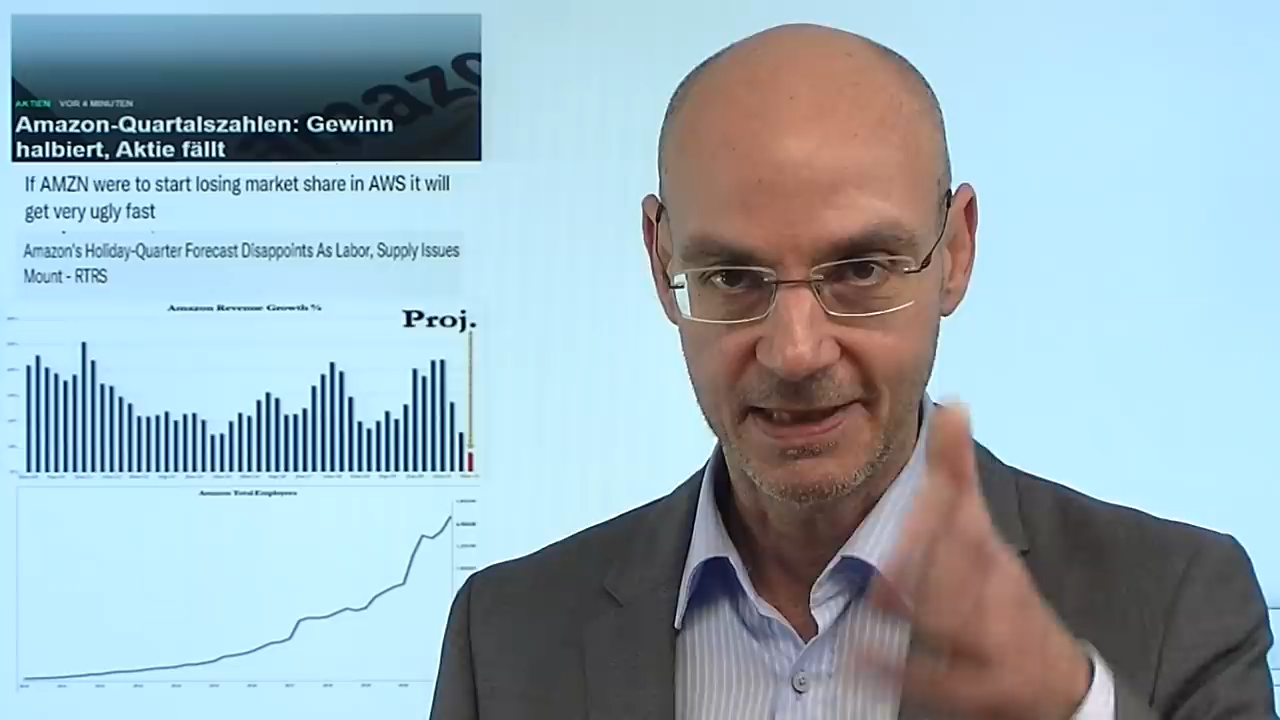 amazo
AKTIEN VOR 4 MINUTEN
Amazon-Quartalszahlen: Gewinn
halbiert, Aktie fällt
If AMZN were to start losing market share in AWS it will
get very ugly fast
Amazon's Holiday-Quarter Forecast Disappoints As Labor, Supply Issues
Mount - RTRS
Amazon Revenue Growth %
Proj.
Amazon Total Employees